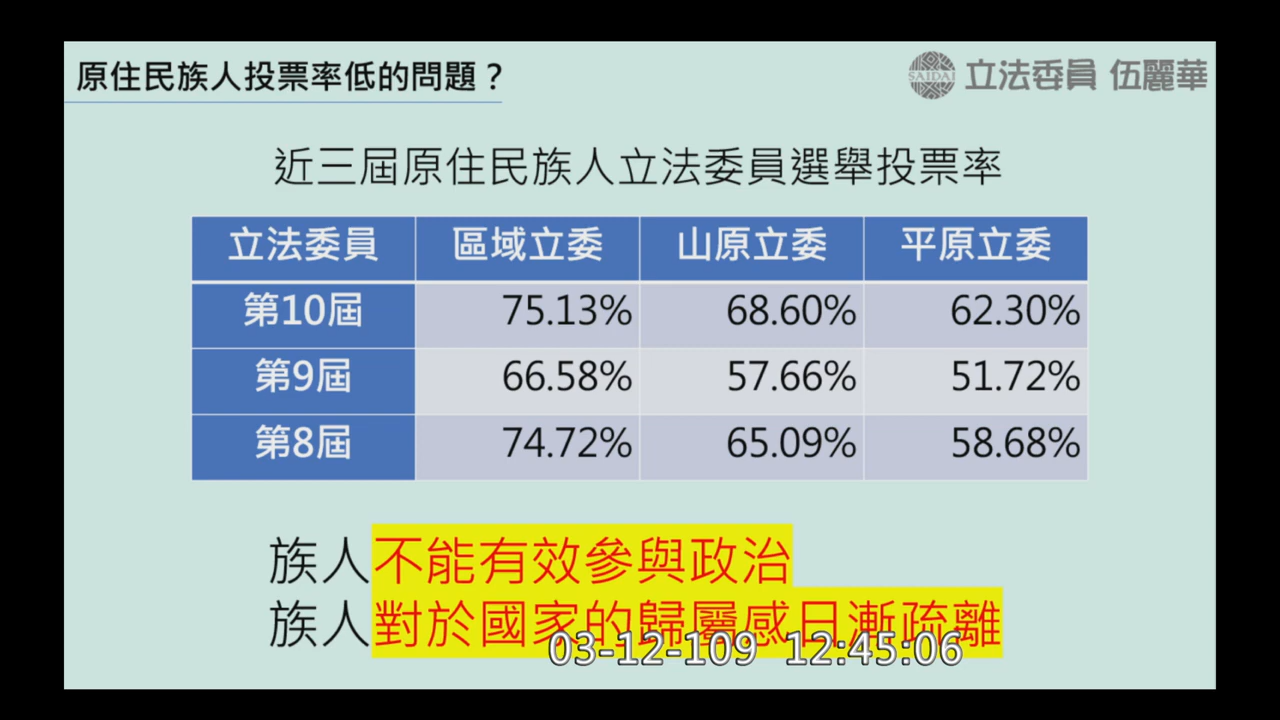 原住民族人投票率低的問題？
SAIDAI 立法委員 伍麗華
近三屆原住民族人立法委員選舉投票率
立法委員 區域立委 山原立委 平原立委
第10屆 75.13% 68.60% 62.30%
第9屆 66.58% 57.66% 51.72%
第8屆 74.72% 65.09% 58.68%
族人不能有效參與政治
族人對於國家的歸屬感日漸疏離
03-12-109 12:45:06